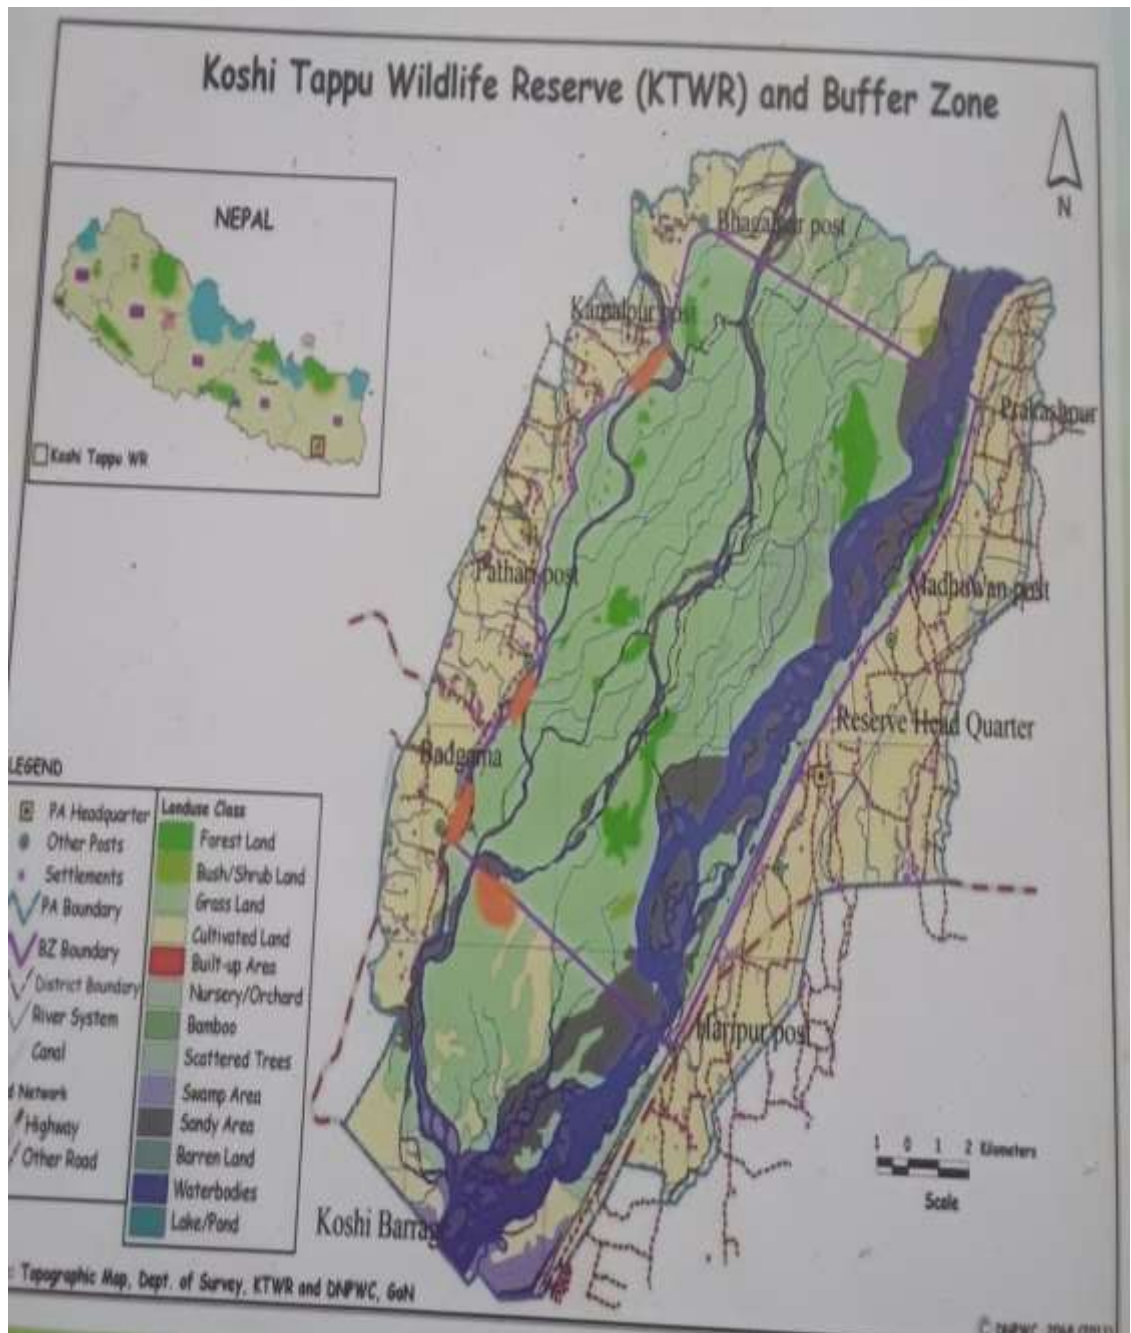 Koshi Tappu Wildlife Reserve (KTWR) and Buffer Zone
N
NEPAL
Koshi Tappu WR
Bhagalpur post
Kamalpur post
Prakashpur
Pathari post
Madhuwan post
Reserve Head Quarter
Badgama
Haripur post
Koshi Barrag
LEGEND
PA Headquarter
Other Posts
Settlements
PA Boundary
BZ Boundary
District Boundary
River System
Canal
d Network
Highway
Other Road
Landuse Class
Forest Land
Bush/Shrub Land
Grass Land
Cultivated Land
Built-up Area
Nursery/Orchard
Bamboo
Scattered Trees
Swamp Area
Sandy Area
Barren Land
Waterbodies
Lake/Pond
1 0 1 2 Kilometers
Scale
: Topographic Map, Dept. of Survey, KTWR and DNPWC, GoN
© DNPWC